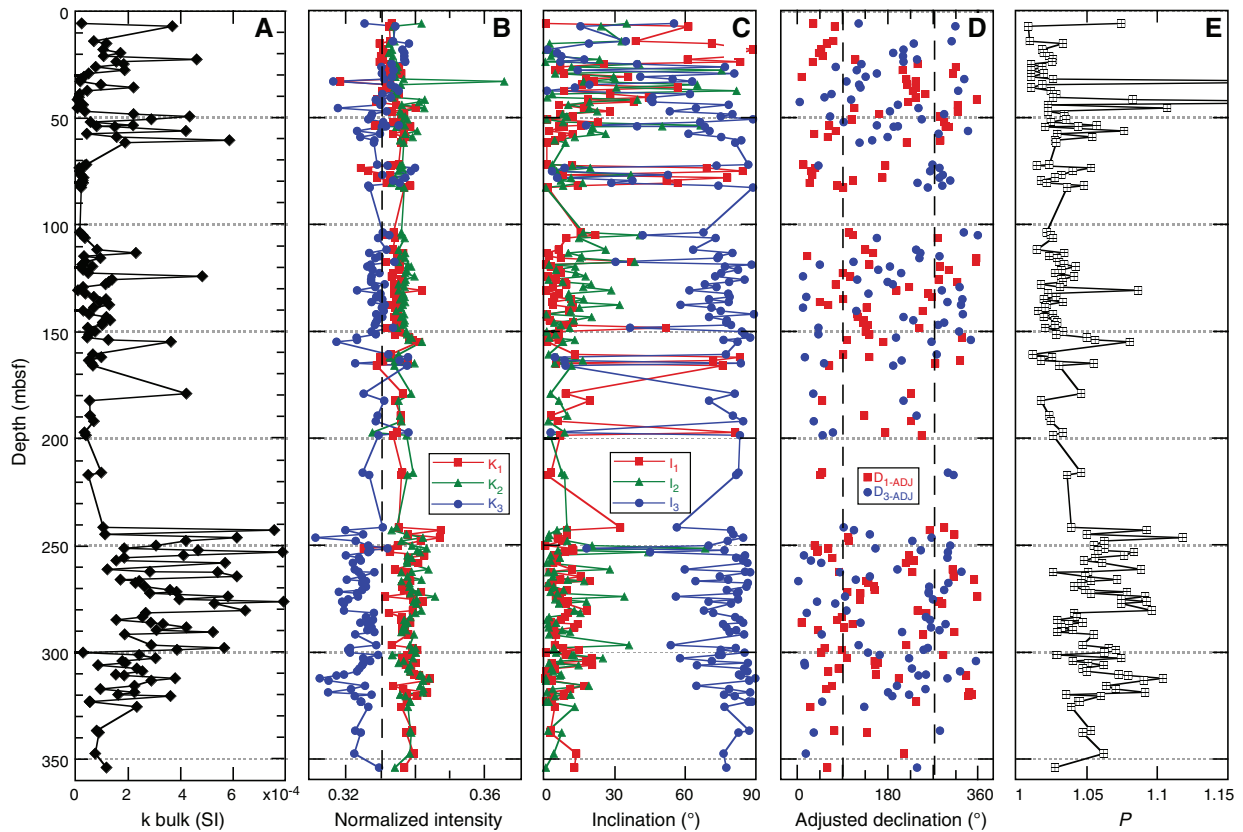 A
B
C
D
E
0
50
100
150
200
250
300
350
Depth (mbsf)
K1
K2
K3
I1
I2
I3
D1-ADJ
D3-ADJ
0 2 4 6 x10-4
0.32 0.36
0 30 60 90
0 180 360
1 1.05 1.1 1.15
k bulk (SI)
Normalized intensity
Inclination (°)
Adjusted declination (°)
P